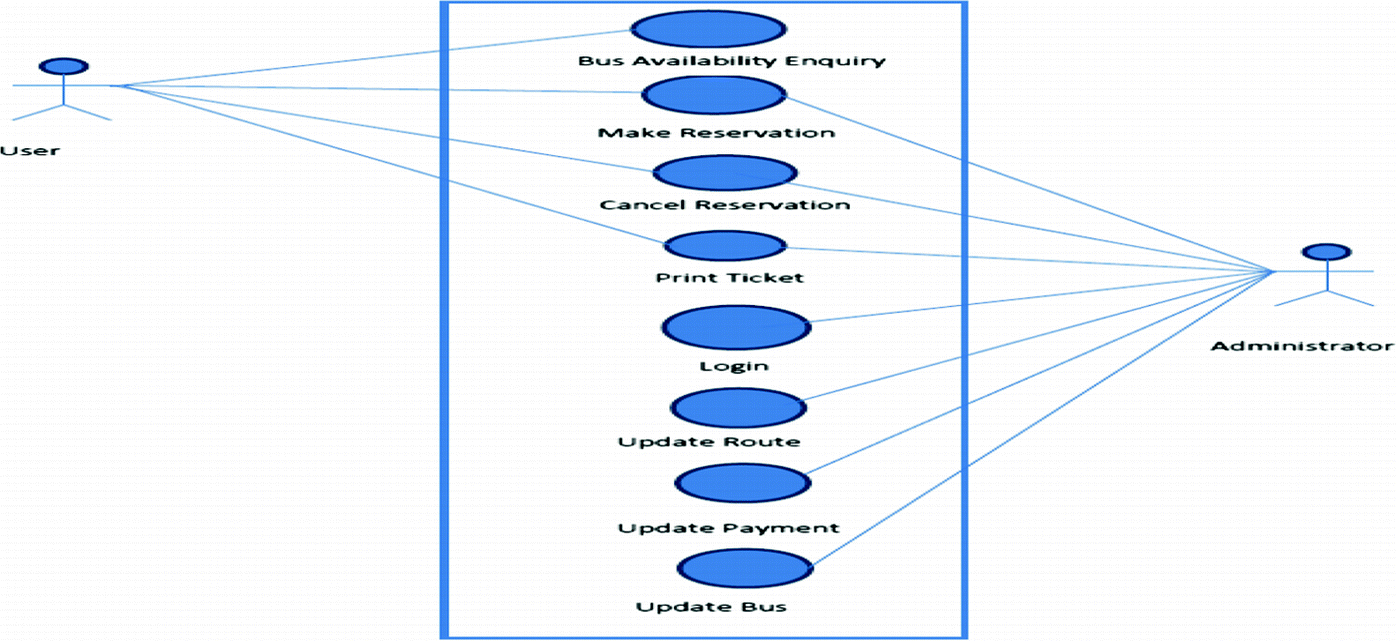 Bus Availability Enquiry
Make Reservation
User
Cancel Reservation
Print Ticket
Administrator
Login
Update Route
Update Payment
Update Bus